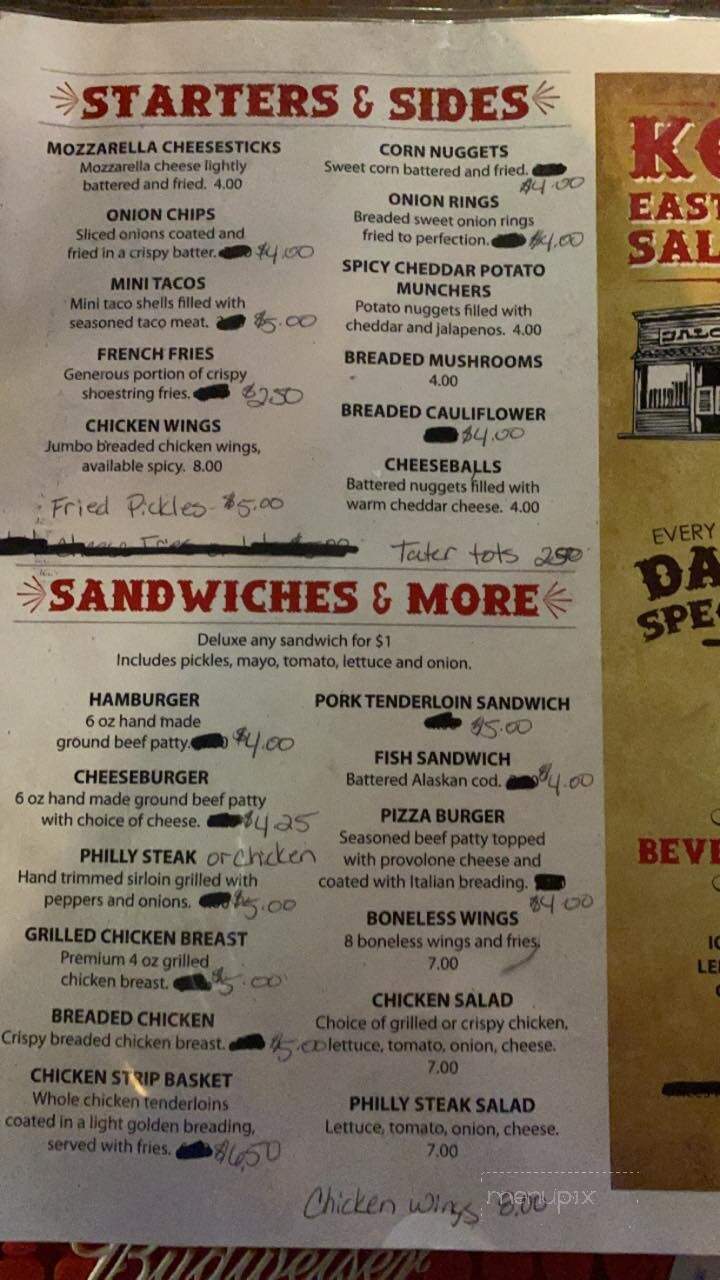 STARTERS & SIDES
MOZZARELLA CHEESESTICKS
Mozzarella cheese lightly
battered and fried. 4.00
ONION CHIPS
Sliced onions coated and
fried in a crispy batter. $4.00
MINI TACOS
Mini taco shells filled with
seasoned taco meat. $5.00
FRENCH FRIES
Generous portion of crispy
shoestring fries. $2.50
CHICKEN WINGS
Jumbo breaded chicken wings,
available spicy. 8.00
Fried Pickles - $5.00
CORN NUGGETS
Sweet corn battered and fried.
$4.00
ONION RINGS
Breaded sweet onion rings
fried to perfection. $4.00
SPICY CHEDDAR POTATO
MUNCHERS
Potato nuggets filled with
cheddar and jalapenos. 4.00
BREADED MUSHROOMS
4.00
BREADED CAULIFLOWER
$4.00
CHEESEBALLS
Battered nuggets filled with
warm cheddar cheese. 4.00
Tater tots 2.50
SANDWICHES & MORE
Deluxe any sandwich for $1
Includes pickles, mayo, tomato, lettuce and onion.
HAMBURGER
6 oz hand made
ground beef patty. $4.00
CHEESEBURGER
6 oz hand made ground beef patty
with choice of cheese. $4.25
PHILLY STEAK or chicken
Hand trimmed sirloin grilled with
peppers and onions. $5.00
GRILLED CHICKEN BREAST
Premium 4 oz grilled
chicken breast. $5.00
BREADED CHICKEN
Crispy breaded chicken breast. $5.00
CHICKEN STRIP BASKET
Whole chicken tenderloins
coated in a light golden breading,
served with fries. $6.50
PORK TENDERLOIN SANDWICH
$5.00
FISH SANDWICH
Battered Alaskan cod. $4.00
PIZZA BURGER
Seasoned beef patty topped
with provolone cheese and
coated with Italian breading.
$4.00
BONELESS WINGS
8 boneless wings and fries.
7.00
CHICKEN SALAD
Choice of grilled or crispy chicken,
lettuce, tomato, onion, cheese.
7.00
PHILLY STEAK SALAD
Lettuce, tomato, onion, cheese.
7.00
Chicken wings 8.00
menupix
EAST
SAL
EVERY
DA
SPE
BEV
LE
Budweiser